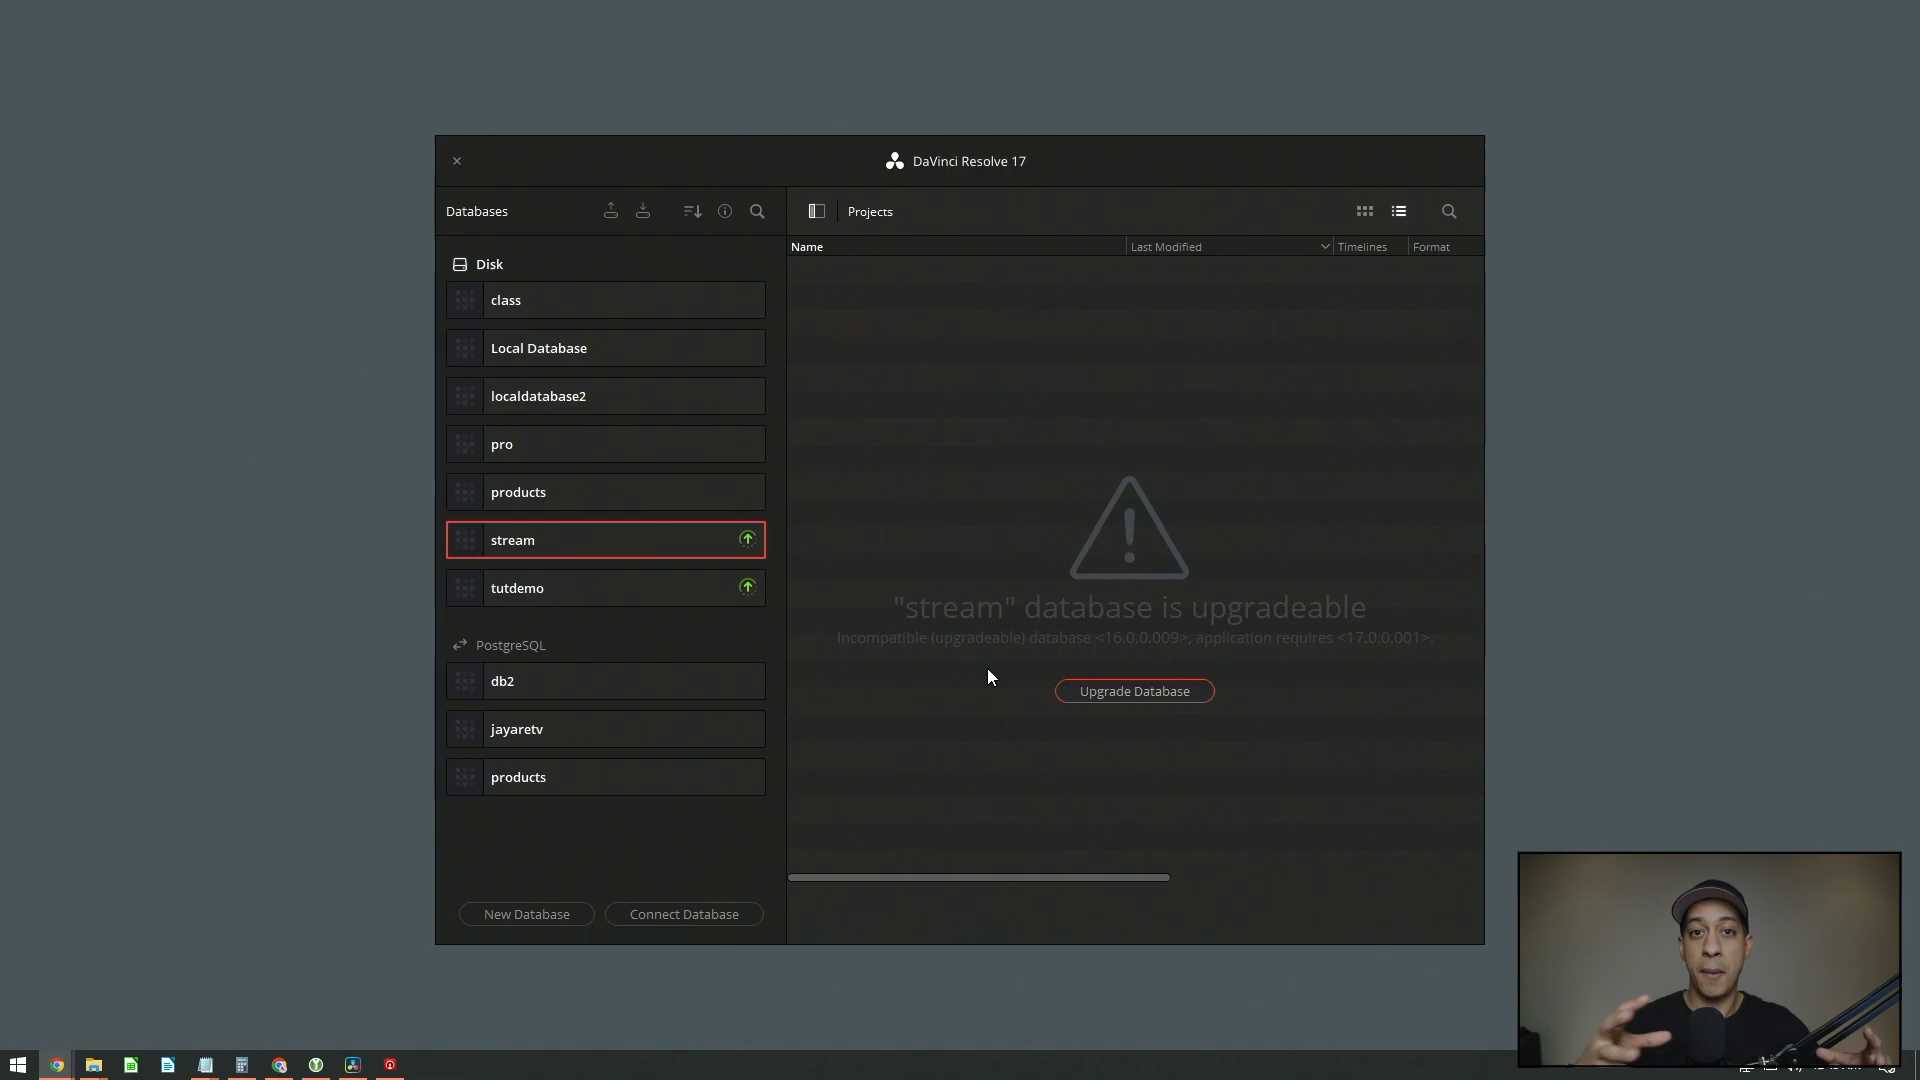 DaVinci Resolve 17
Databases
Projects
Name
Last Modified
Timelines
Format
Disk
class
Local Database
localdatabase2
pro
products
stream
tutdemo
PostgreSQL
db2
jayaretv
products
"stream" database is upgradeable
Incompatible (upgradeable) database <16.0.0.009>, application requires <17.0.0.001>.
Upgrade Database
New Database
Connect Database